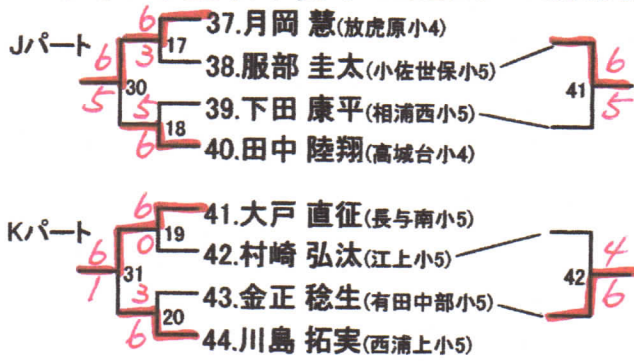 6 37.月岡 慧(放虎原小4)
Jパート 3 17 6
6 38.服部 圭太(小佐世保小5) 41
5 30 5 39.下田 康平(相浦西小5) 5
6 18 40.田中 陸翔(高城台小4)
6 41.大戸 直征(長与南小5)
Kパート 0 19 4
6 42.村崎 弘汰(江上小5) 42
1 31 3 43.金正 稔生(有田中部小5) 6
6 20 44.川島 拓実(西浦上小5)